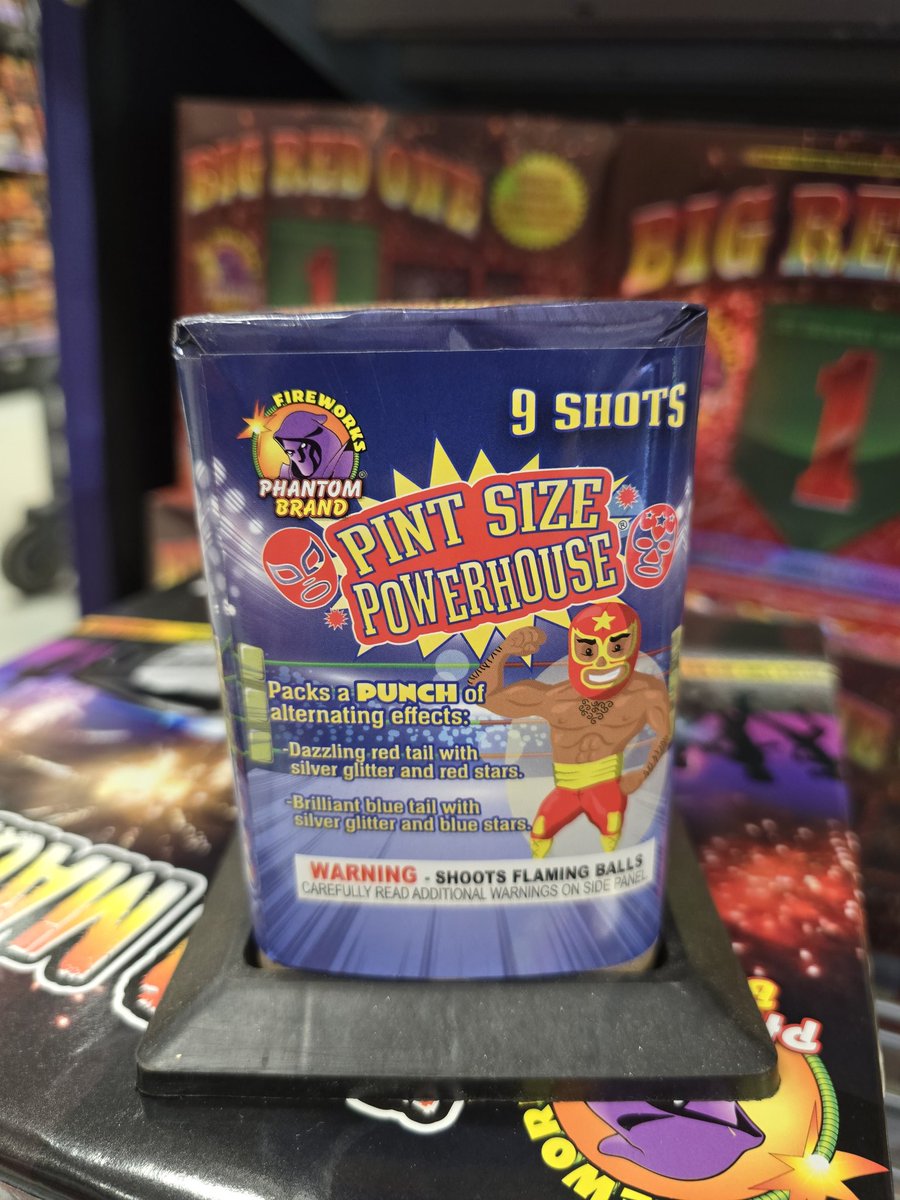 BIG RED ONE
1
BIG RE
1
FIREWORKS
PHANTOM
BRAND
®
9 SHOTS
PINT SIZE
POWERHOUSE®
Packs a PUNCH of
alternating effects:
-Dazzling red tail with
silver glitter and red stars.
-Brilliant blue tail with
silver glitter and blue stars.
WARNING - SHOOTS FLAMING BALLS
CAREFULLY READ ADDITIONAL WARNINGS ON SIDE PANEL